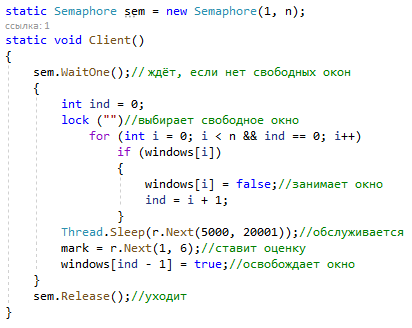 static Semaphore sem = new Semaphore(1, n);
ссылка: 1
static void Client()
{
    sem.WaitOne();//ждёт, если нет свободных окон
    {
        int ind = 0;
        lock ("")//выбирает свободное окно
            for (int i = 0; i < n && ind == 0; i++)
                if (windows[i])
                {
                    windows[i] = false;//занимает окно
                    ind = i + 1;
                }
        Thread.Sleep(r.Next(5000, 20001));//обслуживается
        mark = r.Next(1, 6);//ставит оценку
        windows[ind - 1] = true;//освобождает окно
    }
    sem.Release();//уходит
}